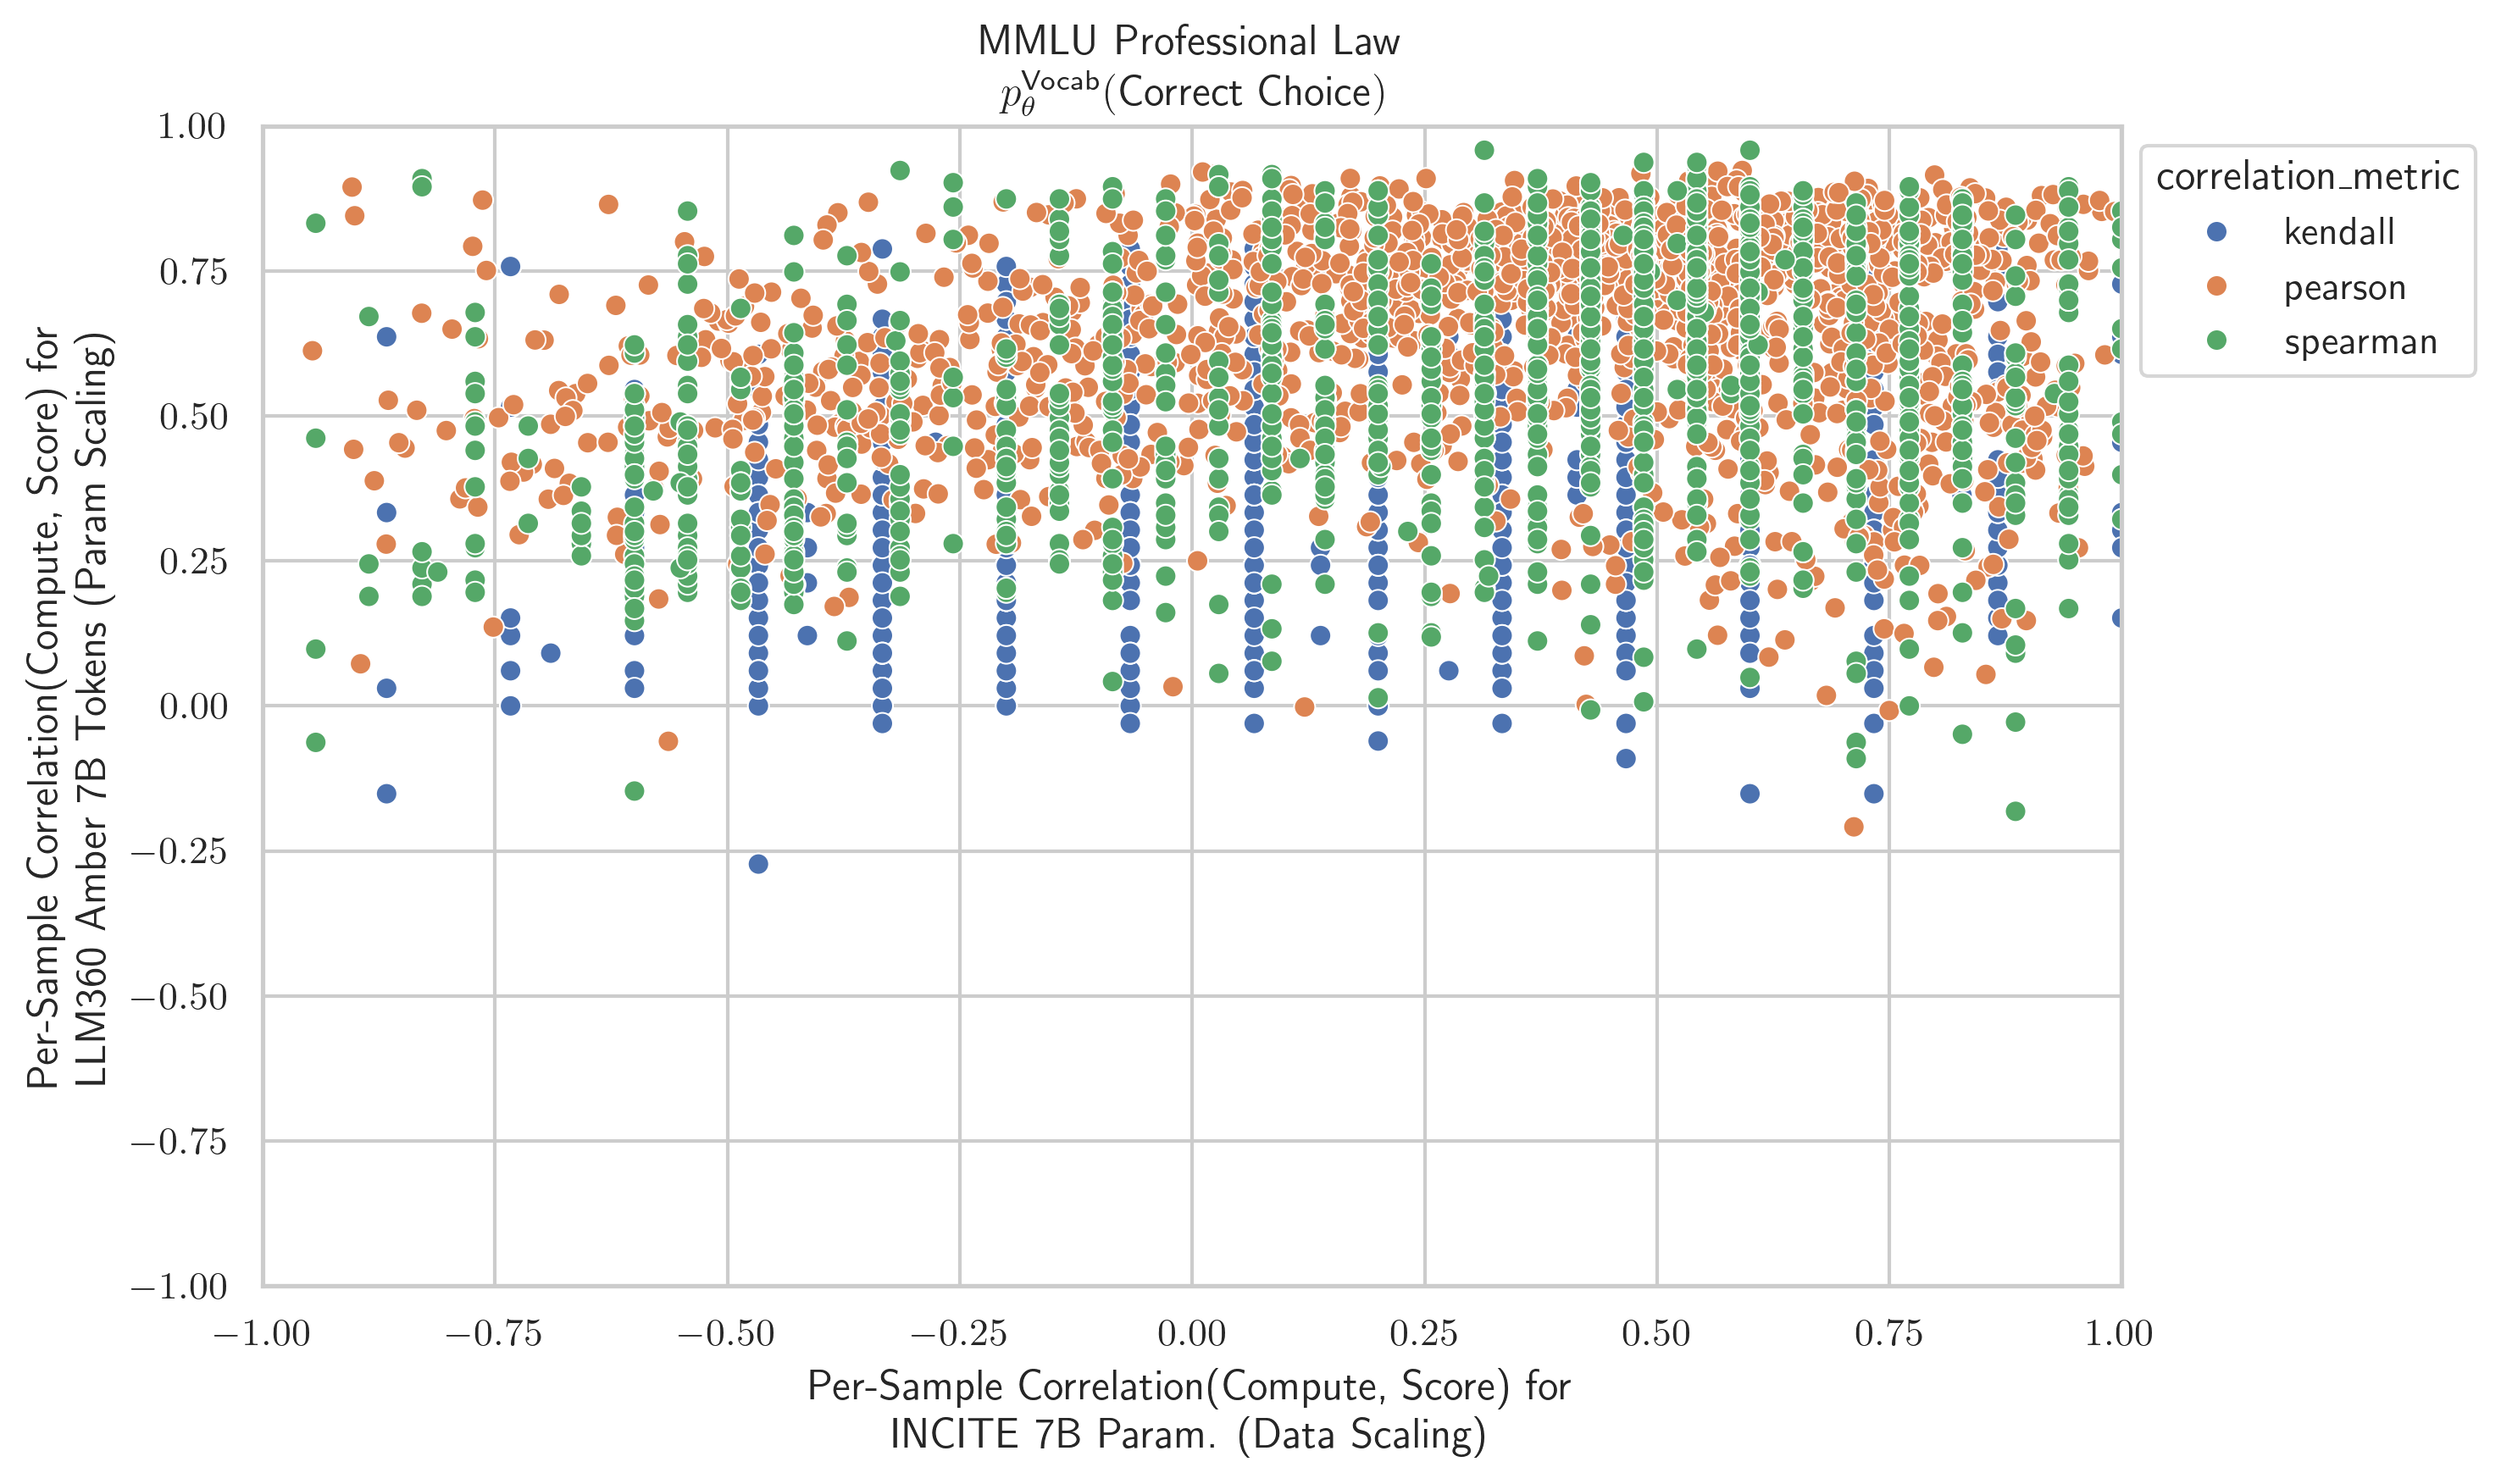 MMLU Professional Law
p_θ^Vocab(Correct Choice)
Per-Sample Correlation(Compute, Score) for
LLM360 Amber 7B Tokens (Param Scaling)
1.00
0.75
0.50
0.25
0.00
−0.25
−0.50
−0.75
−1.00
−1.00 −0.75 −0.50 −0.25 0.00 0.25 0.50 0.75 1.00
Per-Sample Correlation(Compute, Score) for
INCITE 7B Param. (Data Scaling)
correlation_metric
kendall
pearson
spearman